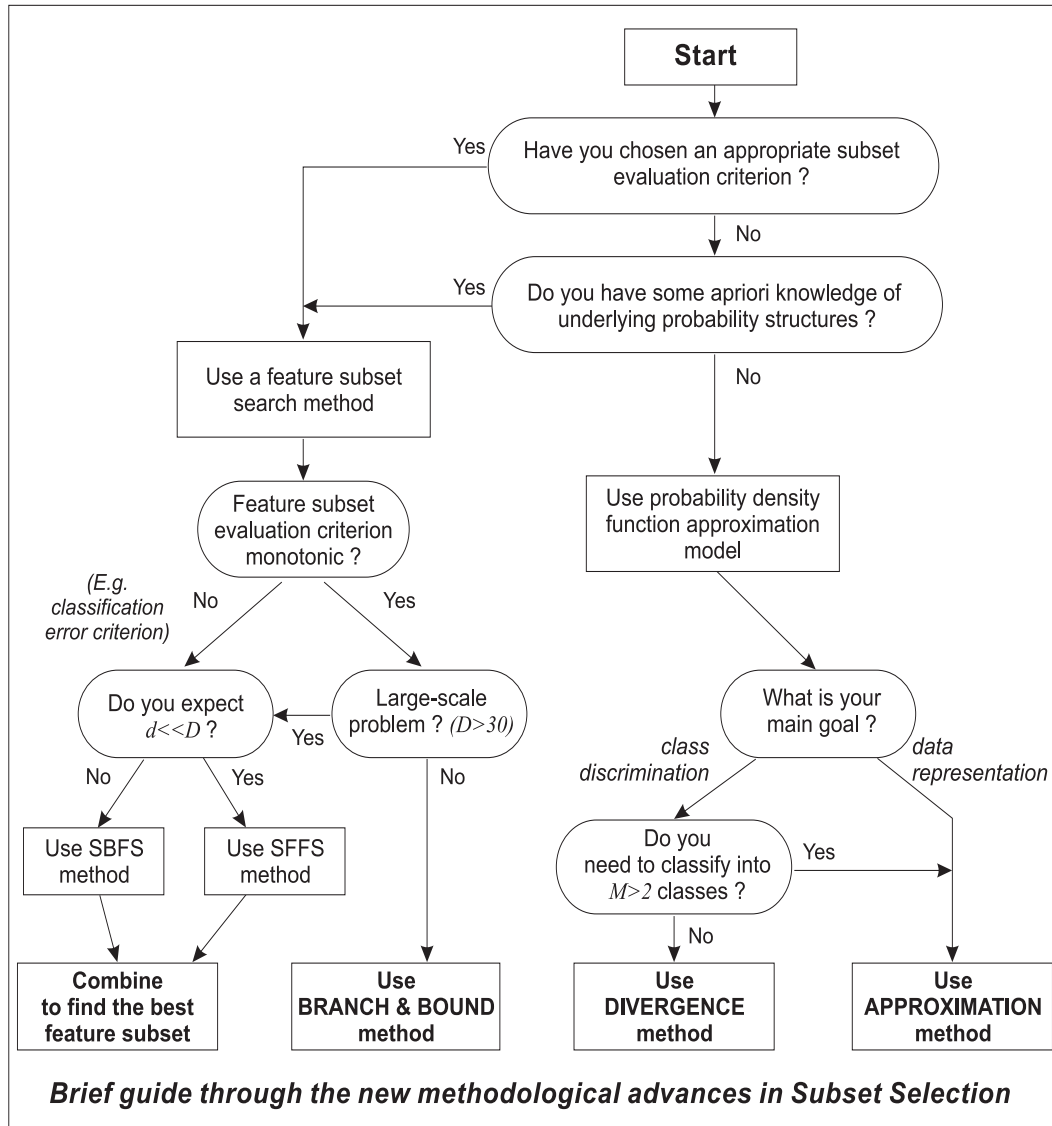 Start
Yes
Have you chosen an appropriate subset
evaluation criterion ?
No
Yes
Do you have some apriori knowledge of
underlying probability structures ?
No
Use a feature subset
search method
Feature subset
evaluation criterion
monotonic ?
Use probability density
function approximation
model
(E.g.
classification
error criterion)
No
Yes
Do you expect
d<<D ?
Yes
Large-scale
problem ? (D>30)
What is your
main goal ?
class
discrimination
data
representation
No
Yes
No
Use SBFS
method
Use SFFS
method
Do you
need to classify into
M>2 classes ?
Yes
No
Combine
to find the best
feature subset
Use
BRANCH & BOUND
method
Use
DIVERGENCE
method
Use
APPROXIMATION
method
Brief guide through the new methodological advances in Subset Selection